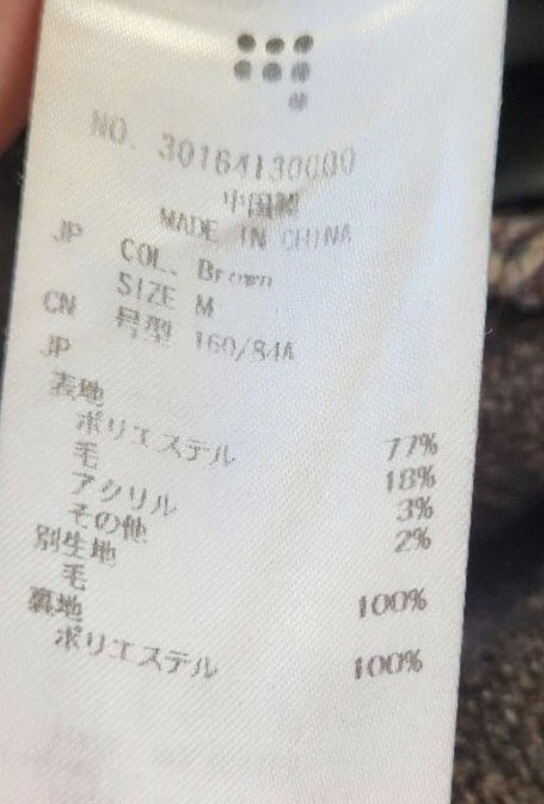 NO. 30164130000
中国製
MADE IN CHINA
JP COL. Brown
SIZE M
CN 号型 160/84A
JP
表地
ポリエステル 77%
毛 18%
アクリル 3%
その他 2%
別生地
毛 100%
裏地
ポリエステル 100%